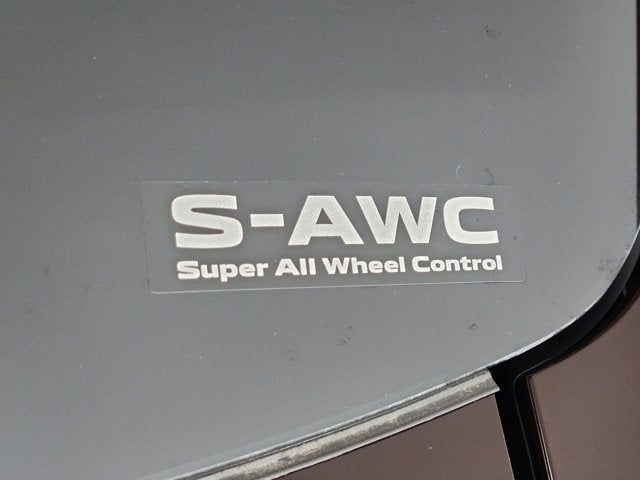 S-AWC
Super All Wheel Control